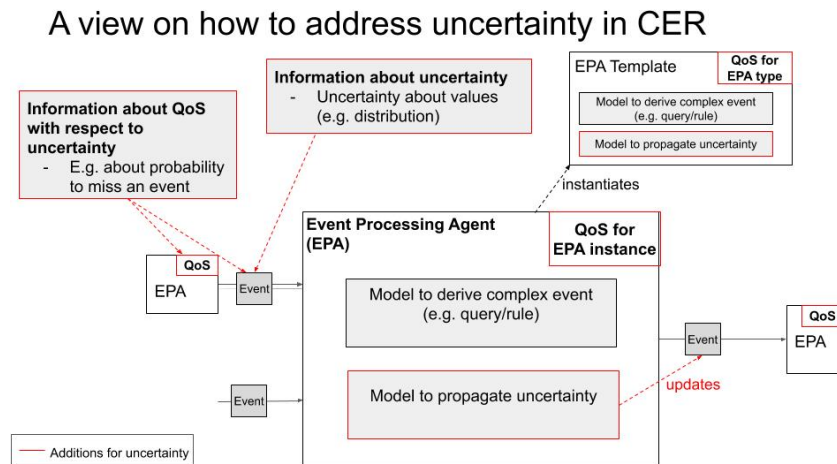 A view on how to address uncertainty in CER
Information about QoS
with respect to
uncertainty
- E.g. about probability
to miss an event
Information about uncertainty
- Uncertainty about values
(e.g. distribution)
EPA Template
QoS for
EPA type
Model to derive complex event
(e.g. query/rule)
Model to propagate uncertainty
instantiates
Event Processing Agent
(EPA)
QoS for
EPA instance
QoS
EPA
Event
Model to derive complex event
(e.g. query/rule)
Event
QoS
EPA
updates
Event
Model to propagate uncertainty
Additions for uncertainty